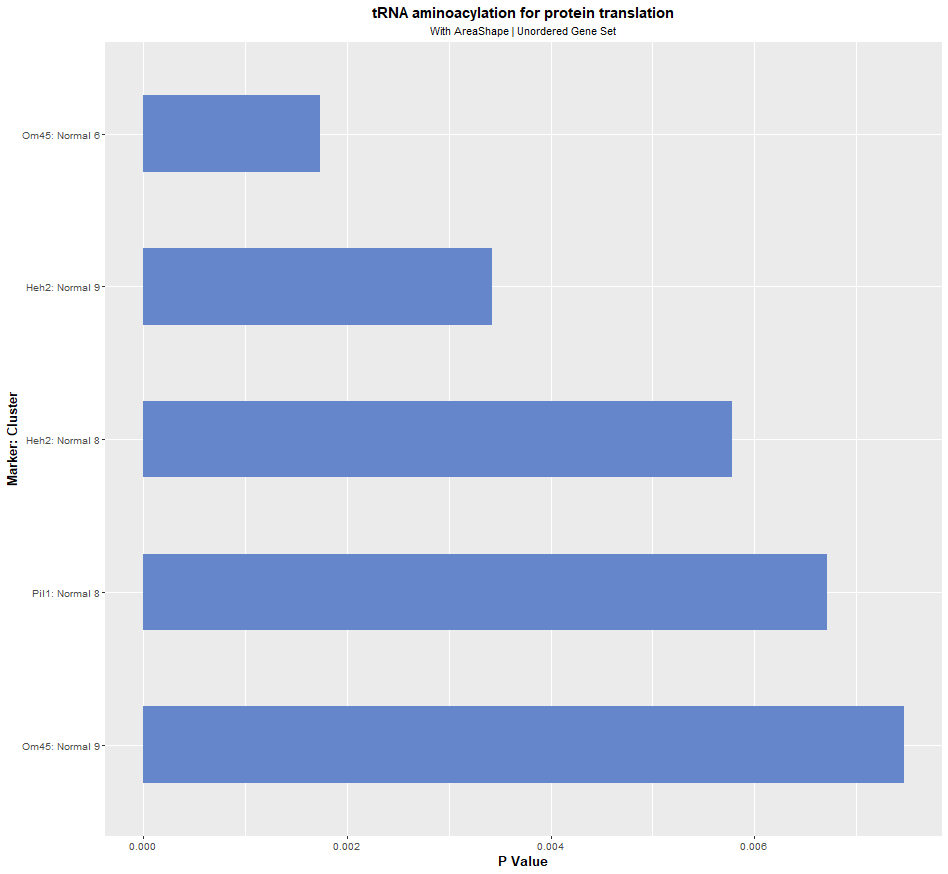 tRNA aminoacylation for protein translation
With AreaShape | Unordered Gene Set
Om45: Normal 6
Heh2: Normal 9
Heh2: Normal 8
Pil1: Normal 8
Om45: Normal 9
Marker: Cluster
0.000
0.002
0.004
0.006
P Value